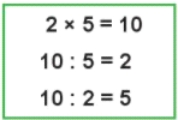 2 × 5 = 10
10 : 5 = 2
10 : 2 = 5